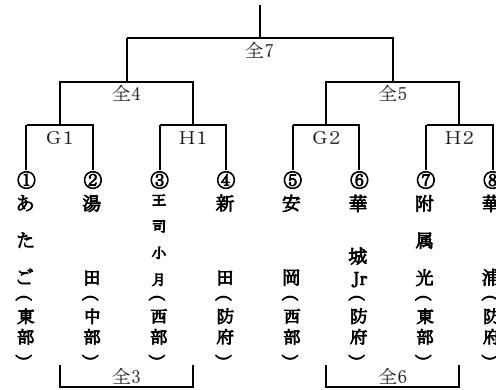 全7
全4
全5
G1
H1
G2
H2
①あたご(東部)
②湯田(中部)
③王司小月(西部)
④新田(防府)
⑤安岡(西部)
⑥華城Jr(防府)
⑦附属光(東部)
⑧華浦(防府)
全3
全6